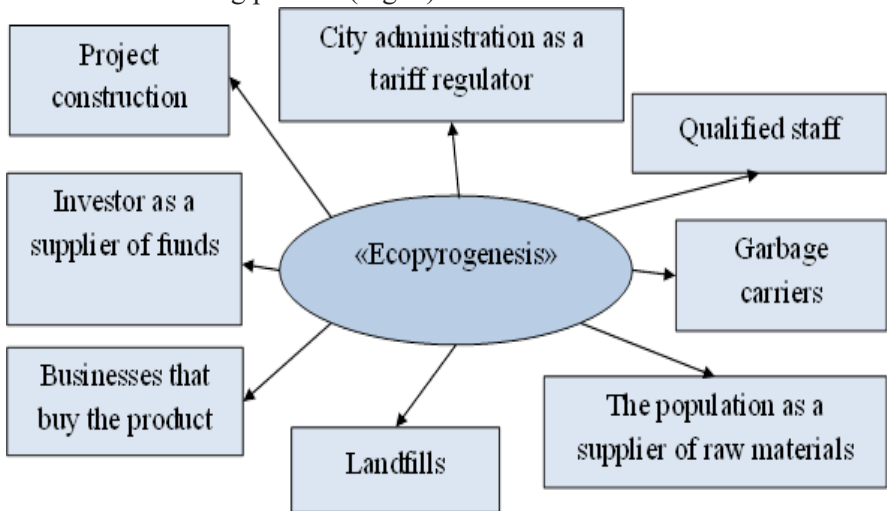 City administration as a
tariff regulator
Project
construction
Qualified staff
Investor as a
supplier of funds
«Ecopyrogenesis»
Garbage
carriers
Businesses that
buy the product
The population as a
supplier of raw materials
Landfills